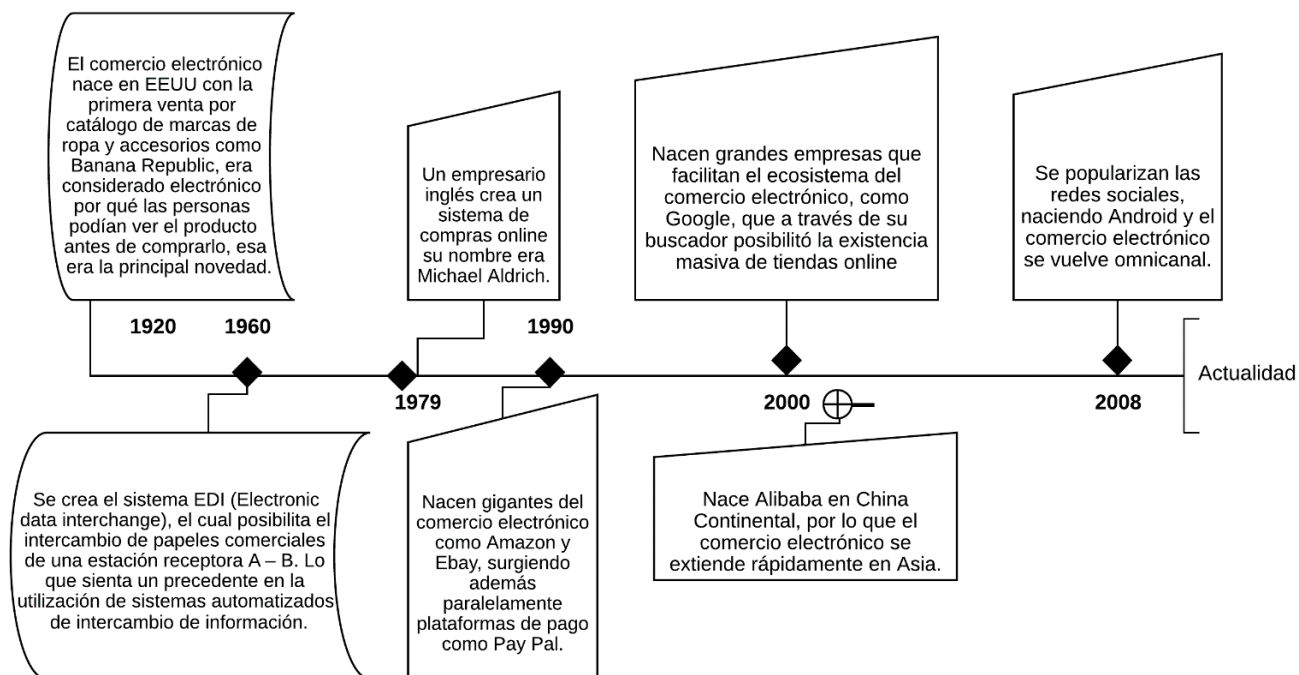 El comercio electrónico
nace en EEUU con la
primera venta por
catálogo de marcas de
ropa y accesorios como
Banana Republic, era
considerado electrónico
por qué las personas
podían ver el producto
antes de comprarlo, esa
era la principal novedad.
Un empresario
inglés crea un
sistema de
compras online
su nombre era
Michael Aldrich.
Nacen grandes empresas que
facilitan el ecosistema del
comercio electrónico, como
Google, que a través de su
buscador posibilitó la existencia
masiva de tiendas online
Se popularizan las
redes sociales,
naciendo Android y el
comercio electrónico
se vuelve omnicanal.
1920
1960
1990
Actualidad
1979
2000
2008
Se crea el sistema EDI (Electronic
data interchange), el cual posibilita el
intercambio de papeles comerciales
de una estación receptora A – B. Lo
que sienta un precedente en la
utilización de sistemas automatizados
de intercambio de información.
Nacen gigantes del
comercio electrónico
como Amazon y
Ebay, surgiendo
además
paralelamente
plataformas de pago
como Pay Pal.
Nace Alibaba en China
Continental, por lo que el
comercio electrónico se
extiende rápidamente en Asia.